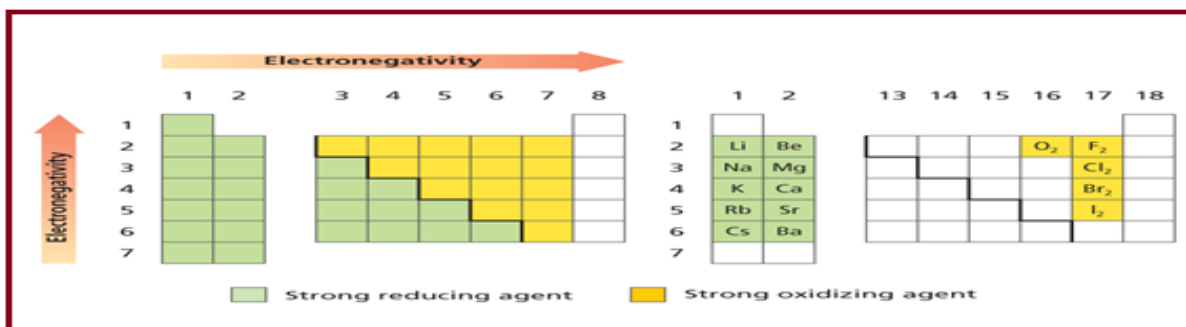 Electronegativity
1 2 3 4 5 6 7 8 1 2 13 14 15 16 17 18
Electronegativity
1 1
2 2 Li Be O₂ F₂
3 3 Na Mg Cl₂
4 4 K Ca Br₂
5 5 Rb Sr I₂
6 6 Cs Ba
7 7
Strong reducing agent Strong oxidizing agent